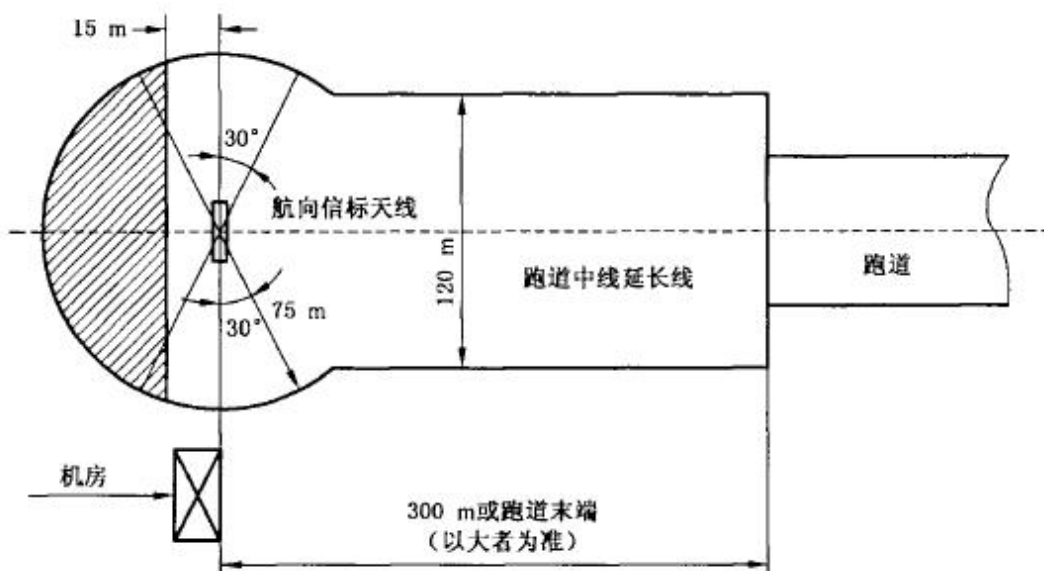 15 m
30°
航向信标天线
120 m
跑道中线延长线
跑道
30°
75 m
机房
300 m或跑道末端
(以大者为准)